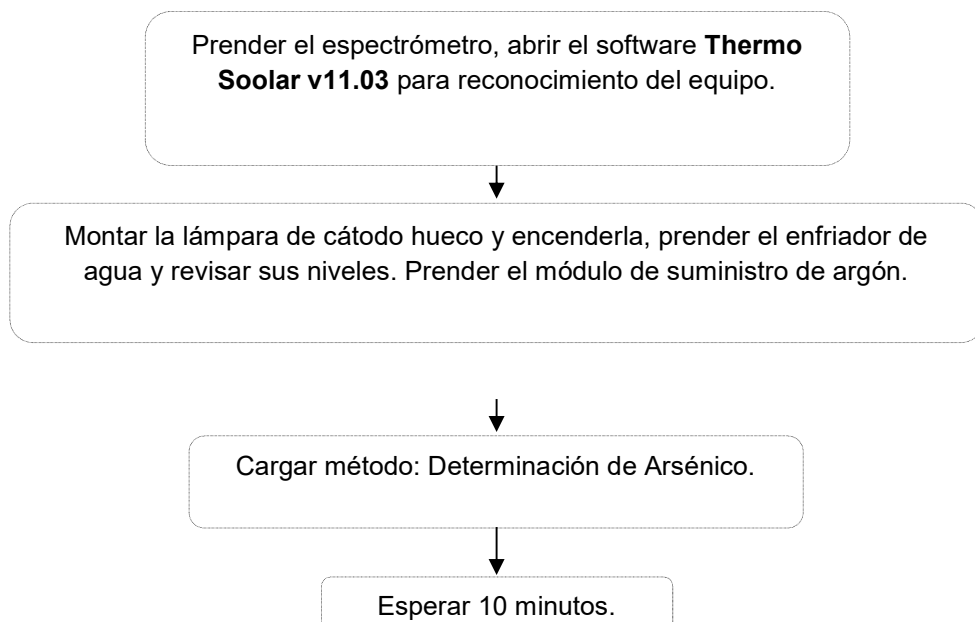 Prender el espectrómetro, abrir el software Thermo
Soolar v11.03 para reconocimiento del equipo.
Montar la lámpara de cátodo hueco y encenderla, prender el enfriador de
agua y revisar sus niveles. Prender el módulo de suministro de argón.
Cargar método: Determinación de Arsénico.
Esperar 10 minutos.